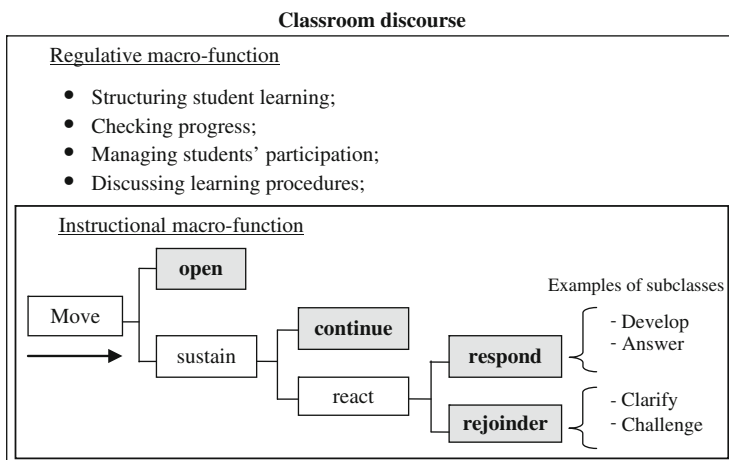 Classroom discourse
Regulative macro-function
• Structuring student learning;
• Checking progress;
• Managing students' participation;
• Discussing learning procedures;
Instructional macro-function
open
Examples of subclasses
Move
continue
- Develop
- Answer
sustain
respond
react
- Clarify
- Challenge
rejoinder